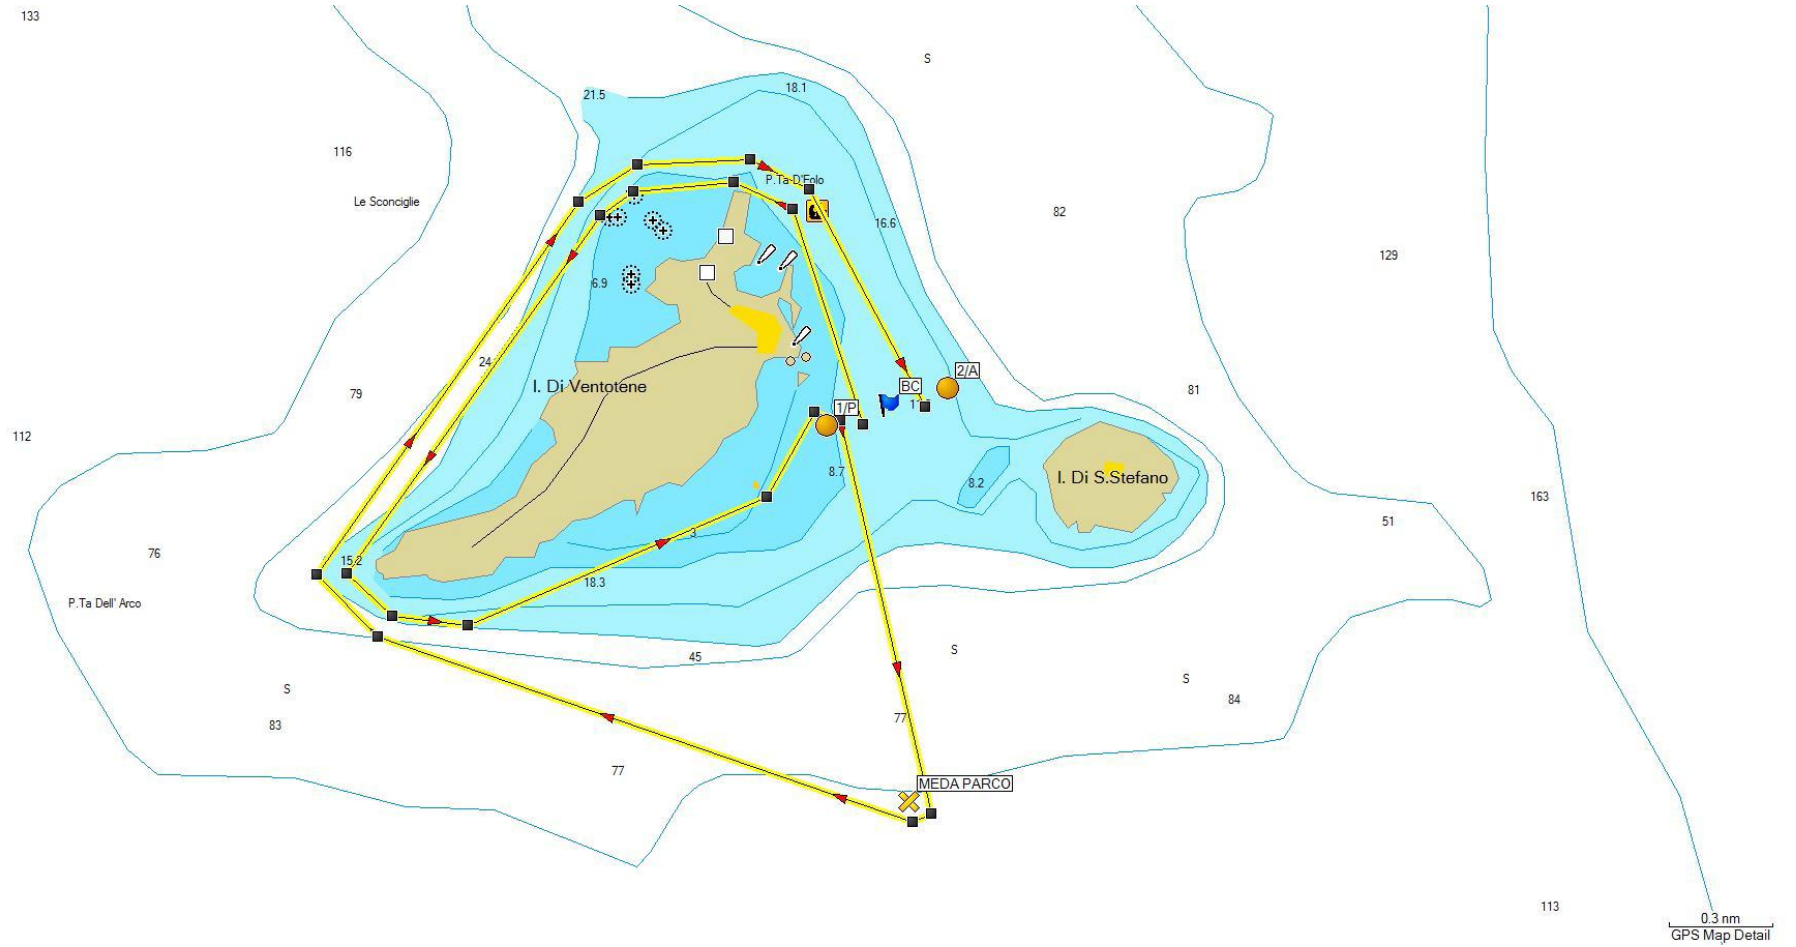 133
S
18.1
21.5
116
P.Ta D'Eolo
Le Sconciglie
82
16.6
129
6.9
24
2/A
I. Di Ventotene
BC
79
81
1/P
112
8.7
I. Di S.Stefano
8.2
163
51
3
76
15.2
18.3
P.Ta Dell' Arco
S
45
S
S
84
77
83
77
MEDA PARCO
113
0.3 nm
GPS Map Detail